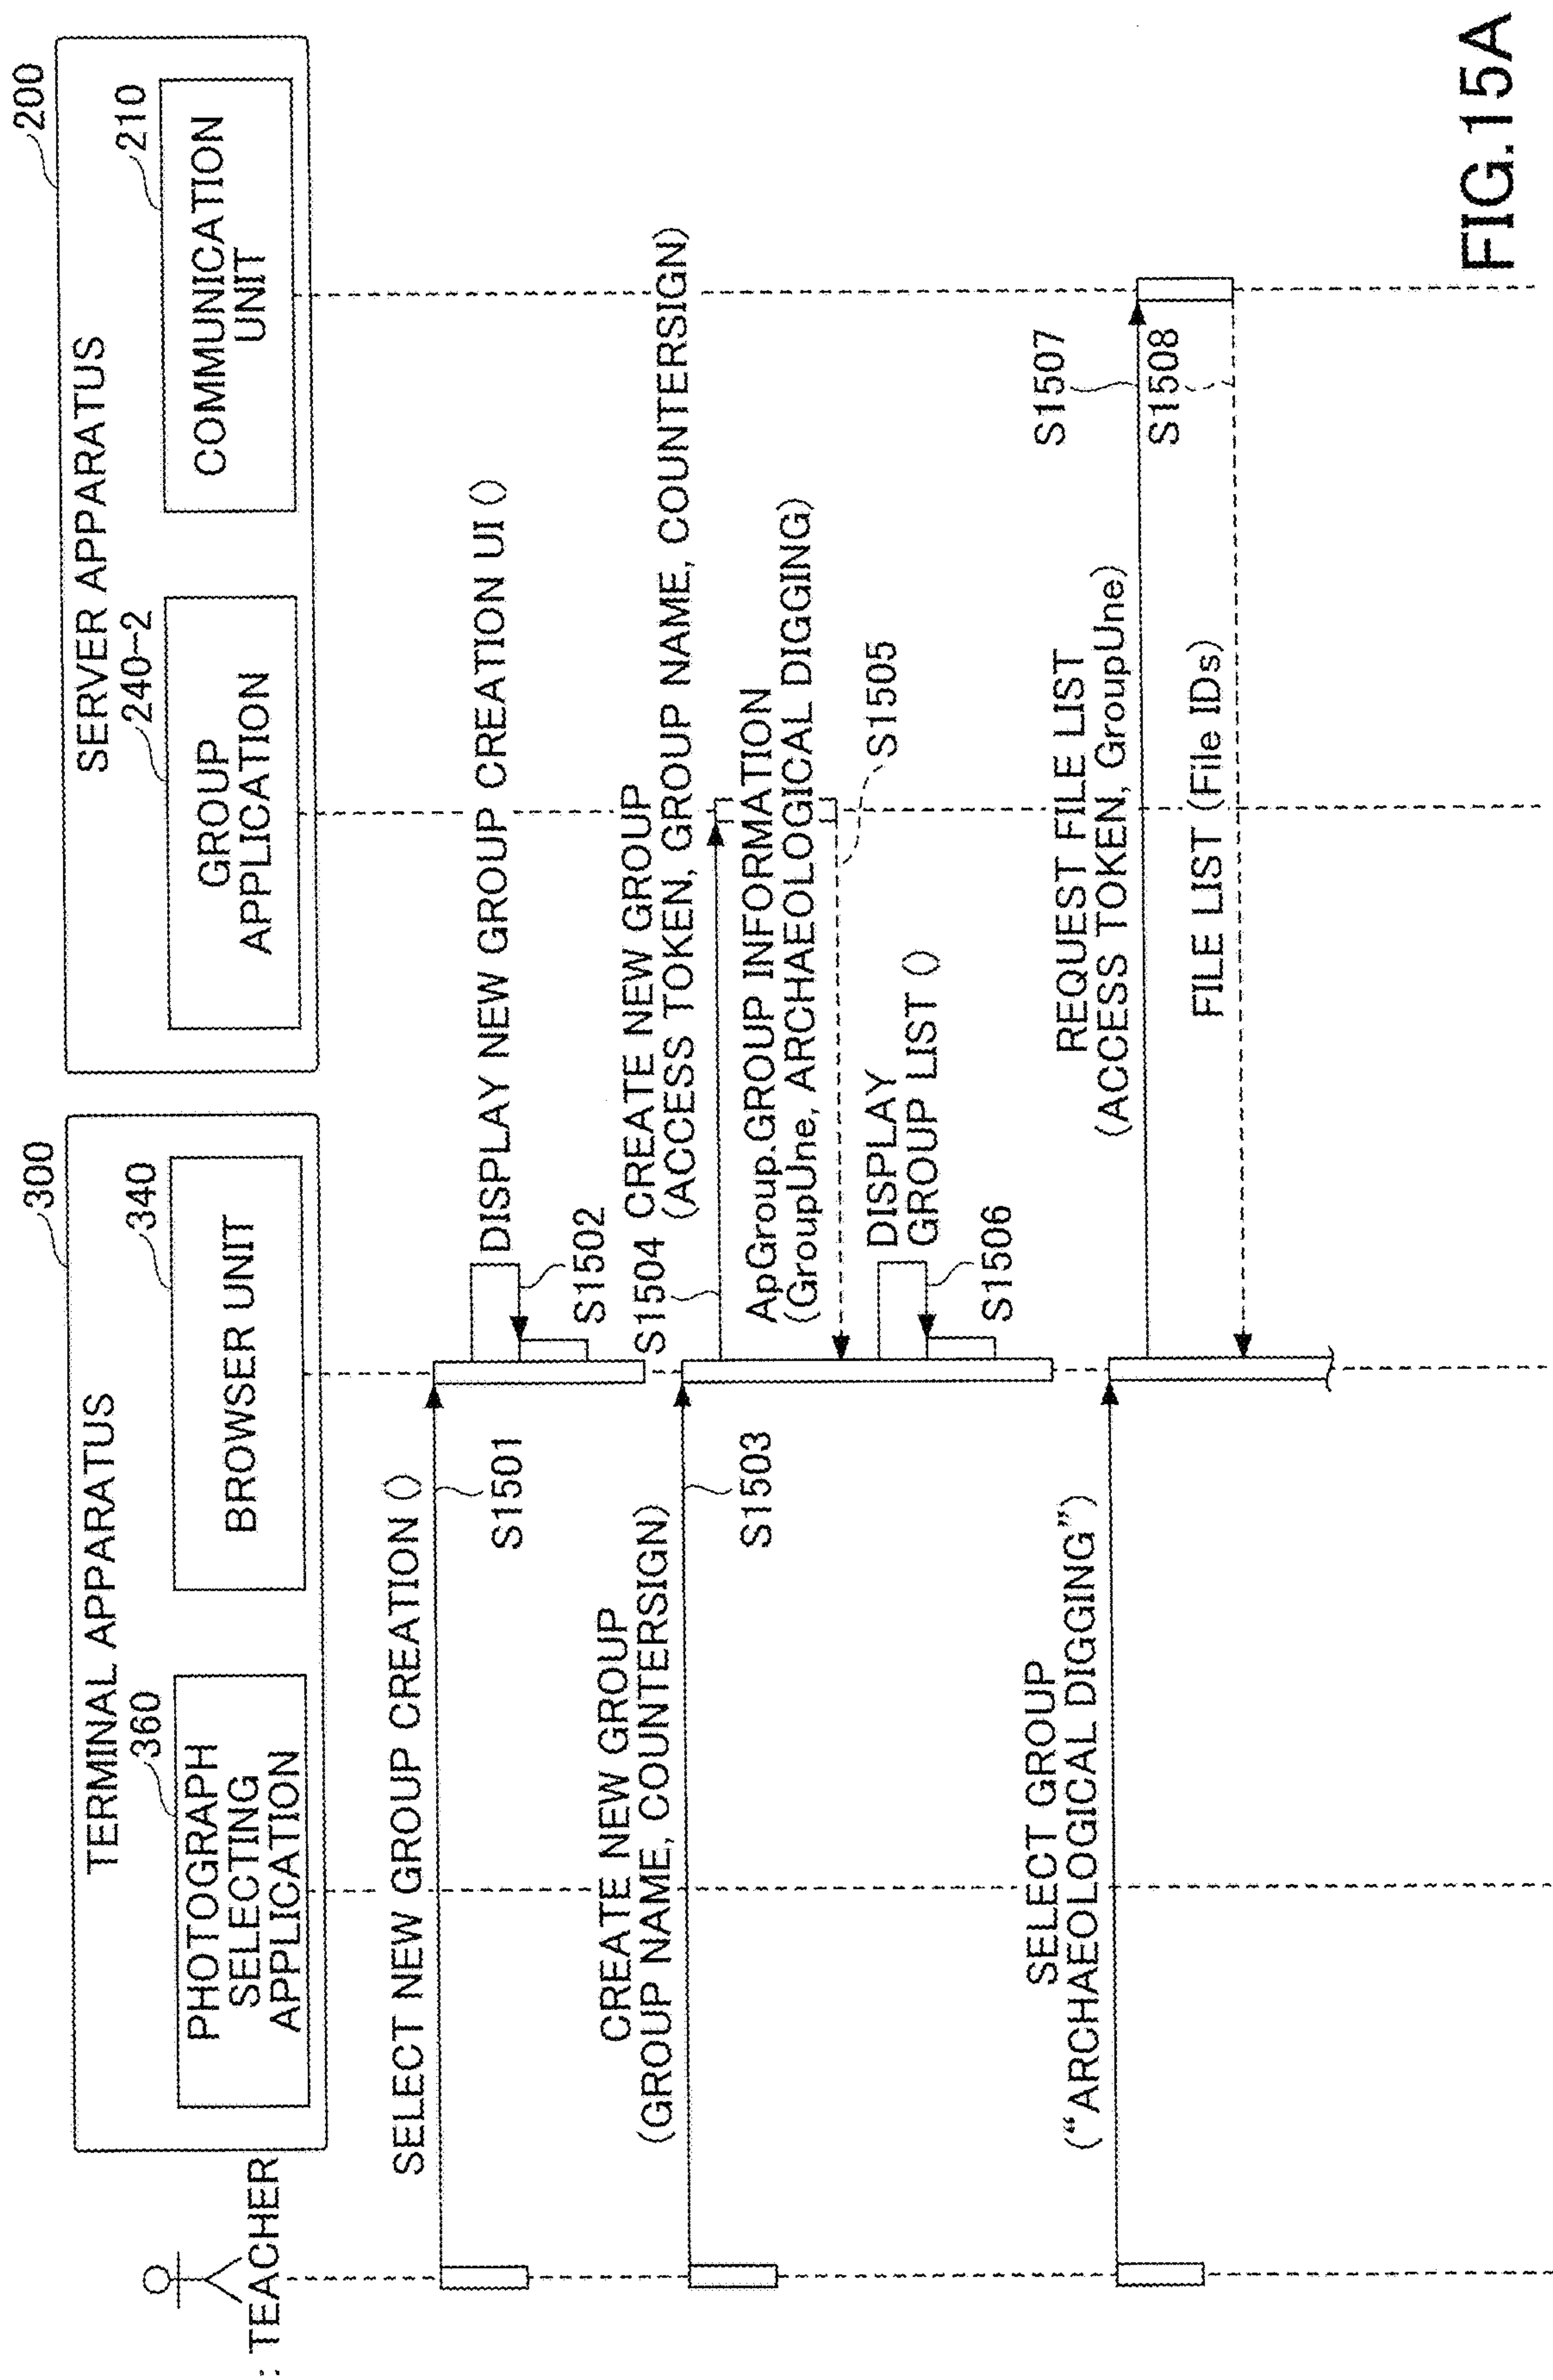 : TEACHER
TERMINAL APPARATUS
300
360
PHOTOGRAPH
SELECTING
APPLICATION
340
BROWSER UNIT
SERVER APPARATUS
200
240-2
GROUP
APPLICATION
210
COMMUNICATION
UNIT
SELECT NEW GROUP CREATION ()
S1501
DISPLAY NEW GROUP CREATION UI ()
S1502
CREATE NEW GROUP
(GROUP NAME, COUNTERSIGN)
S1503
S1504 CREATE NEW GROUP
(ACCESS TOKEN, GROUP NAME, COUNTERSIGN)
ApGroup.GROUP INFORMATION
(GroupUne, ARCHAEOLOGICAL DIGGING)
S1505
DISPLAY
GROUP LIST ()
S1506
SELECT GROUP
(“ARCHAEOLOGICAL DIGGING”)
REQUEST FILE LIST
(ACCESS TOKEN, GroupUne)
S1507
FILE LIST (File IDs)
S1508
FIG.15A